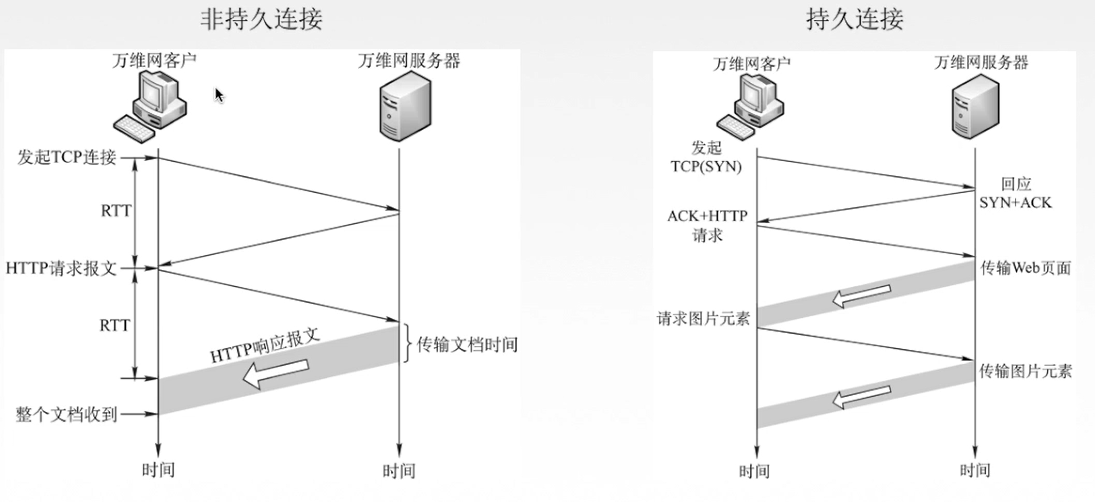 非持久连接
万维网客户
万维网服务器
发起TCP连接
RTT
HTTP请求报文
RTT
HTTP响应报文
传输文档时间
整个文档收到
时间
时间
持久连接
万维网客户
万维网服务器
发起
TCP(SYN)
回应
SYN+ACK
ACK+HTTP
请求
传输Web页面
请求图片元素
传输图片元素
时间
时间